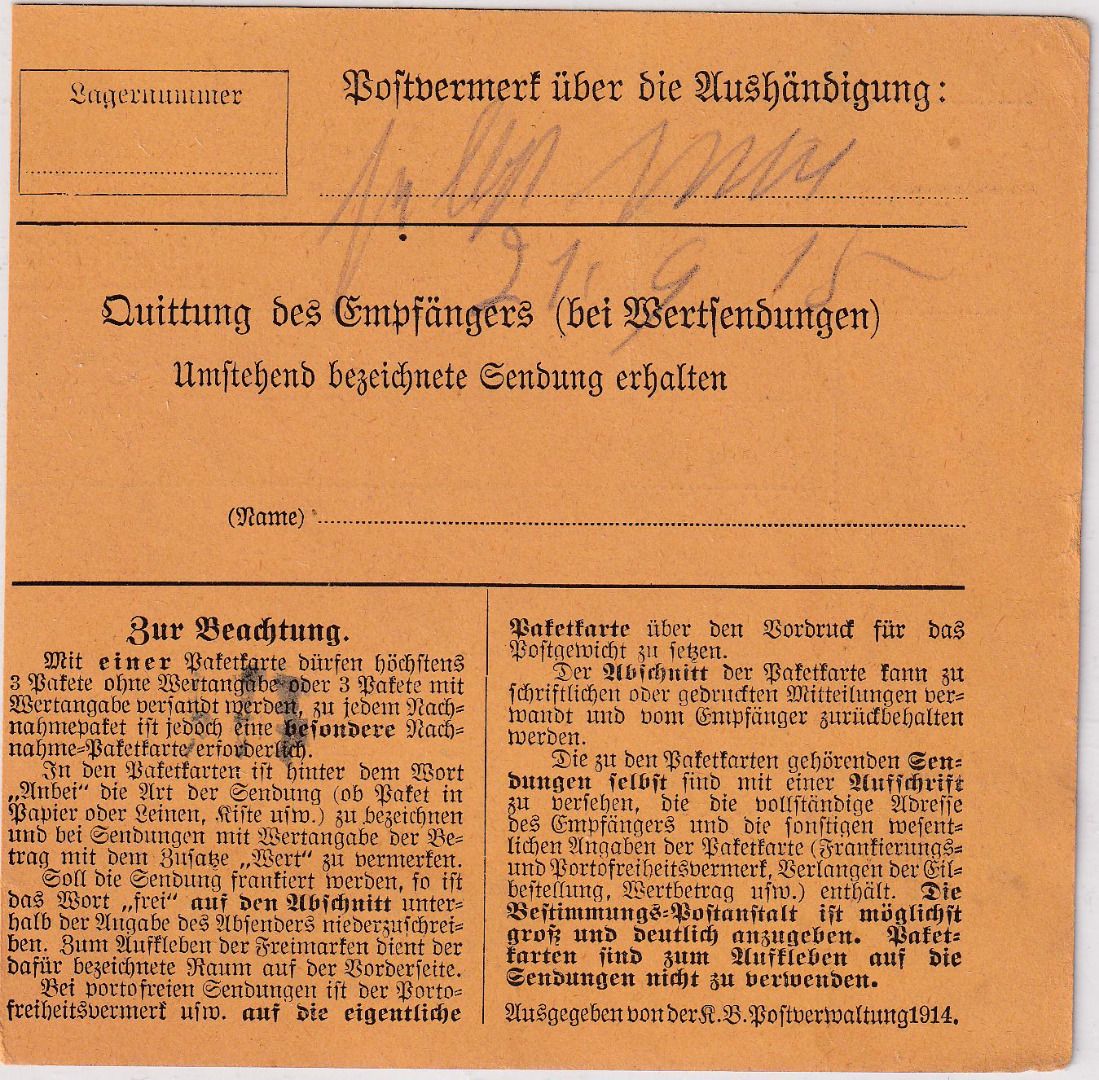 Lagernummer
Postvermerk über die Aushändigung:
21. 9. 15
Quittung des Empfängers (bei Wertsendungen)
Umstehend bezeichnete Sendung erhalten
(Name)
Zur Beachtung.
Mit einer Paketkarte dürfen höchstens
3 Pakete ohne Wertangabe oder 3 Pakete mit
Wertangabe versandt werden, zu jedem Nach-
nahmepaket ist jedoch eine besondere Nach-
nahme-Paketkarte erforderlich.
In den Paketkarten ist hinter dem Wort
„Anbei“ die Art der Sendung (ob Paket in
Papier oder Leinen, Kiste usw.) zu bezeichnen
und bei Sendungen mit Wertangabe der Be-
trag mit dem Zusatze „Wert“ zu vermerken.
Soll die Sendung frankiert werden, so ist
das Wort „frei“ auf den Abschnitt unter-
halb der Angabe des Absenders niederzuschrei-
ben. Zum Aufkleben der Freimarken dient der
dafür bezeichnete Raum auf der Vorderseite.
Bei portofreien Sendungen ist der Porto-
freiheitsvermerk usw. auf die eigentliche
Paketkarte über den Vordruck für das
Postgewicht zu setzen.
Der Abschnitt der Paketkarte kann zu
schriftlichen oder gedruckten Mitteilungen ver-
wandt und vom Empfänger zurückbehalten
werden.
Die zu den Paketkarten gehörenden Sen-
dungen selbst sind mit einer Aufschrift
zu versehen, die die vollständige Adresse
des Empfängers und die sonstigen wesent-
lichen Angaben der Paketkarte (Frankierungs-
und Portofreiheitsvermerk, Verlangen der Eil-
bestellung, Wertbetrag usw.) enthält. Die
Bestimmungs-Postanstalt ist möglichst
groß und deutlich anzugeben. Paket-
karten sind zum Aufkleben auf die
Sendungen nicht zu verwenden.
Ausgegeben von der K. B. Postverwaltung 1914.